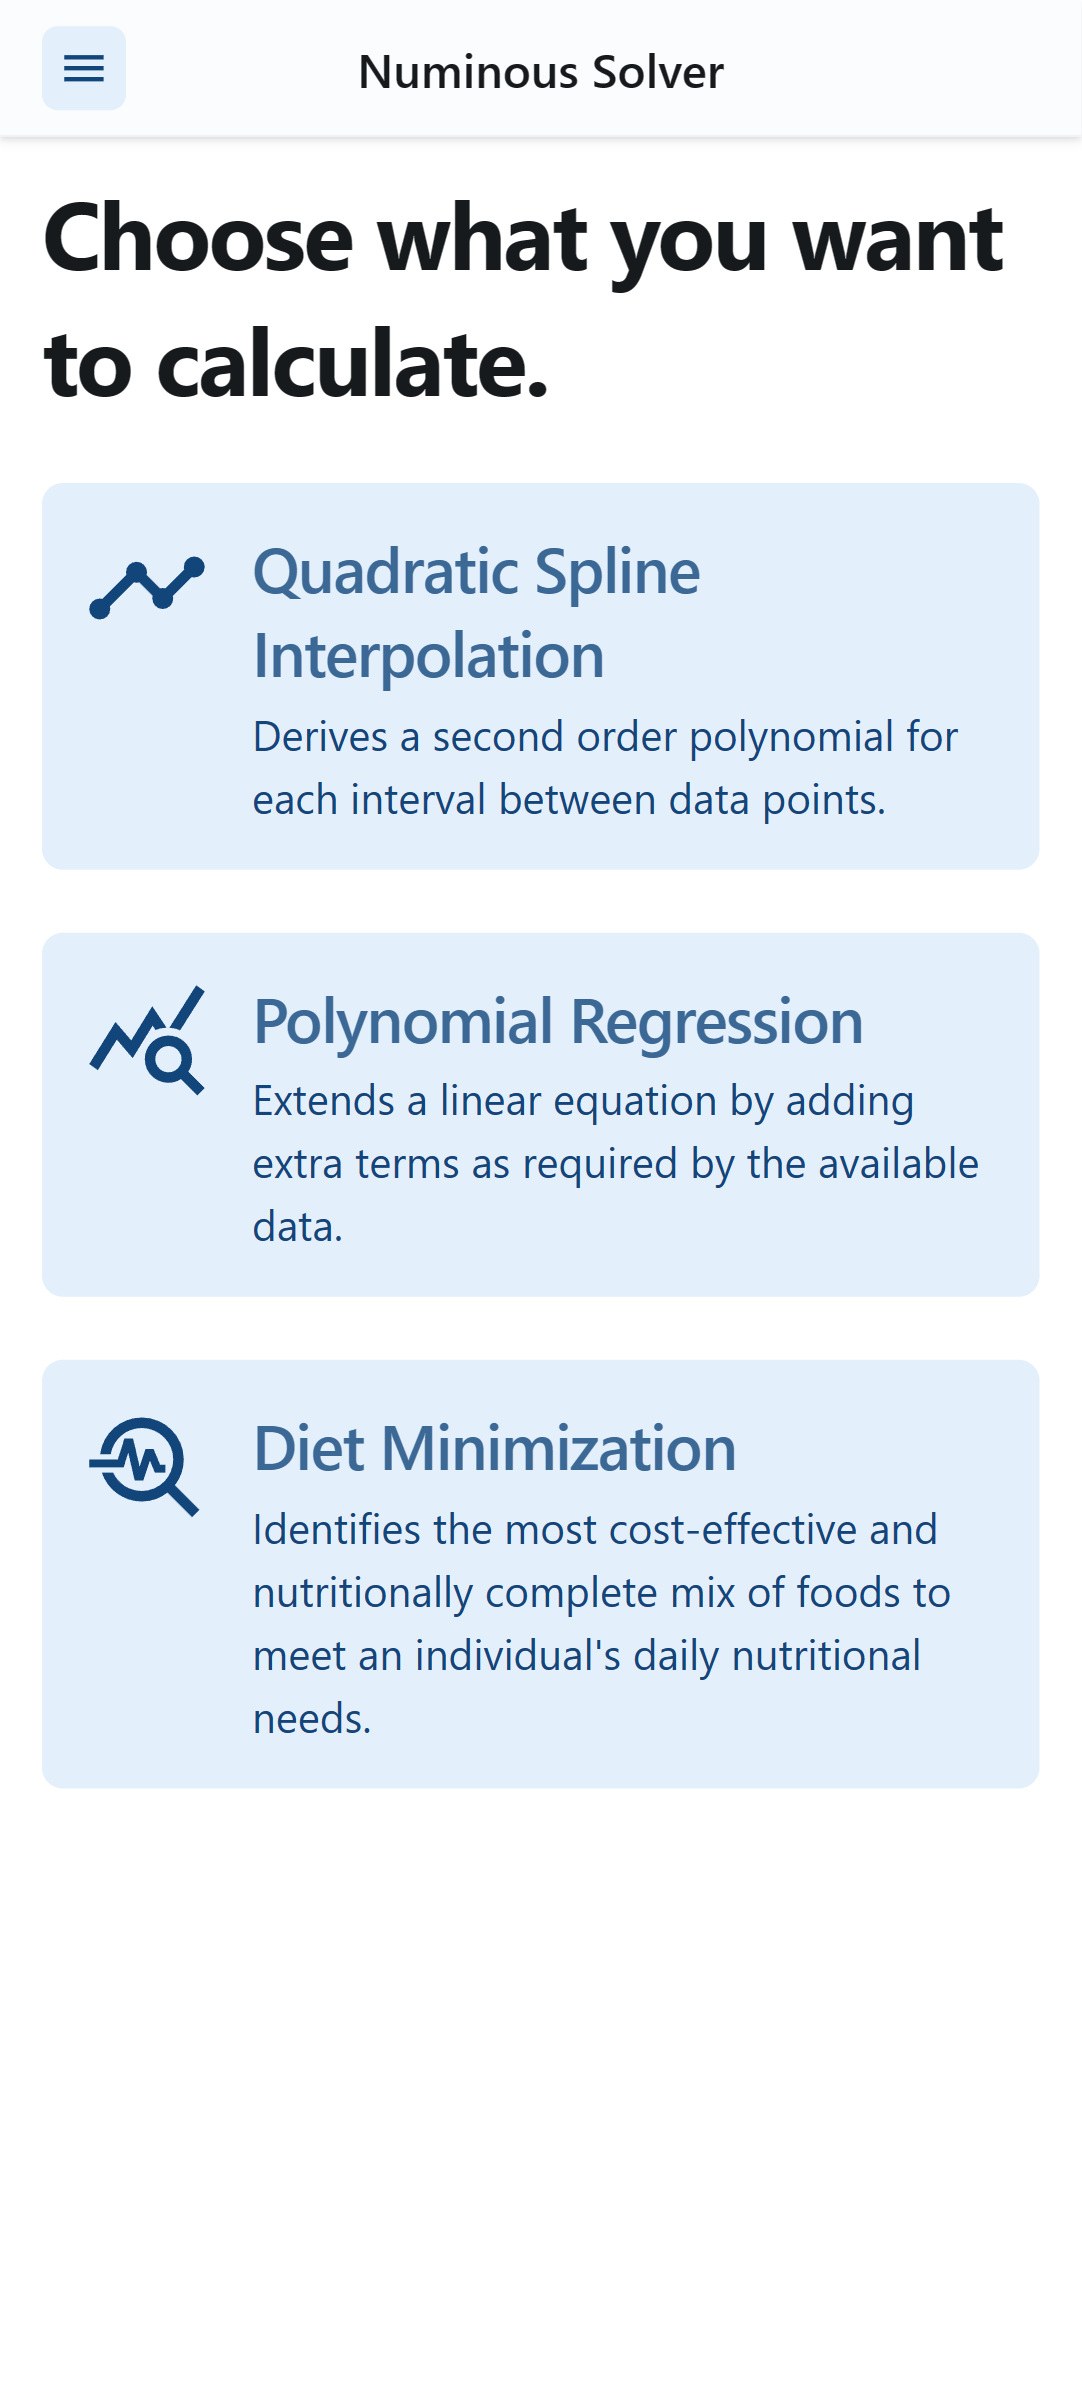 Numinous Solver
Choose what you want
to calculate.
Quadratic Spline
Interpolation
Derives a second order polynomial for
each interval between data points.
Polynomial Regression
Extends a linear equation by adding
extra terms as required by the available
data.
Diet Minimization
Identifies the most cost-effective and
nutritionally complete mix of foods to
meet an individual's daily nutritional
needs.